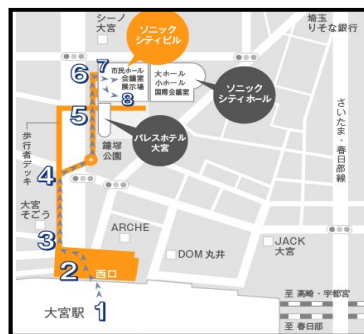 シーノ
大宮
ソニック
シティビル
埼玉
りそな銀行
6
7
市民ホール
会議室
展示場
8
大ホール
小ホール
国際会議室
ソニック
シティホール
5
パレスホテル
大宮
鐘塚
公園
歩行者デッキ
さいたま・春日部線
4
大宮
そごう
3
ARCHE
DOM 丸井
JACK
大宮
2
西口
1
大宮駅
至 高崎・宇都宮
至 春日部